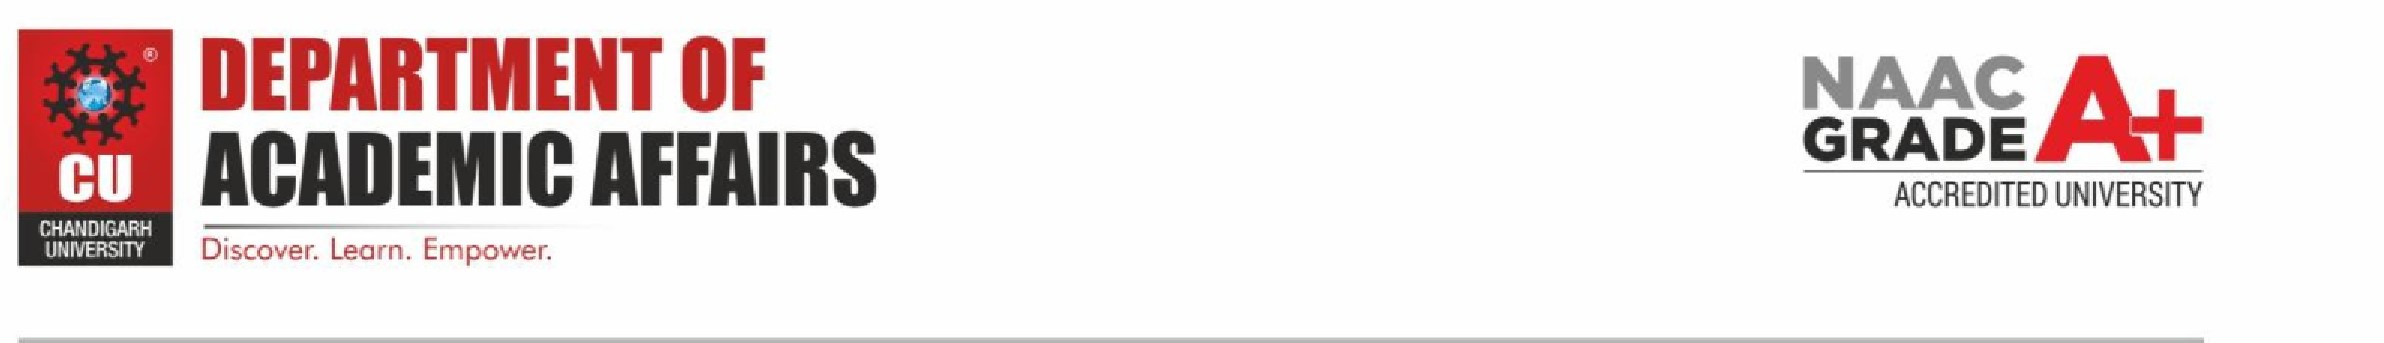 ®
CU
CHANDIGARH
UNIVERSITY
DEPARTMENT OF
ACADEMIC AFFAIRS
Discover. Learn. Empower.
NAAC
GRADE A+
ACCREDITED UNIVERSITY